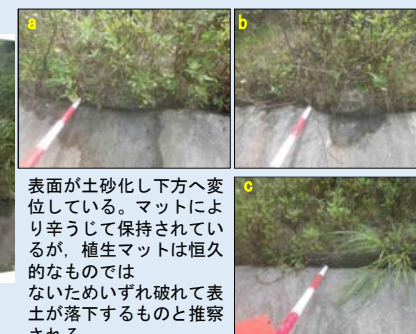 a
b
表面が土砂化し下方へ変
位している。マットによ
り辛うじて保持されてい
るが，植生マットは恒久
的なものでは
ないためいずれ破れて表
土が落下するものと推察
される
c